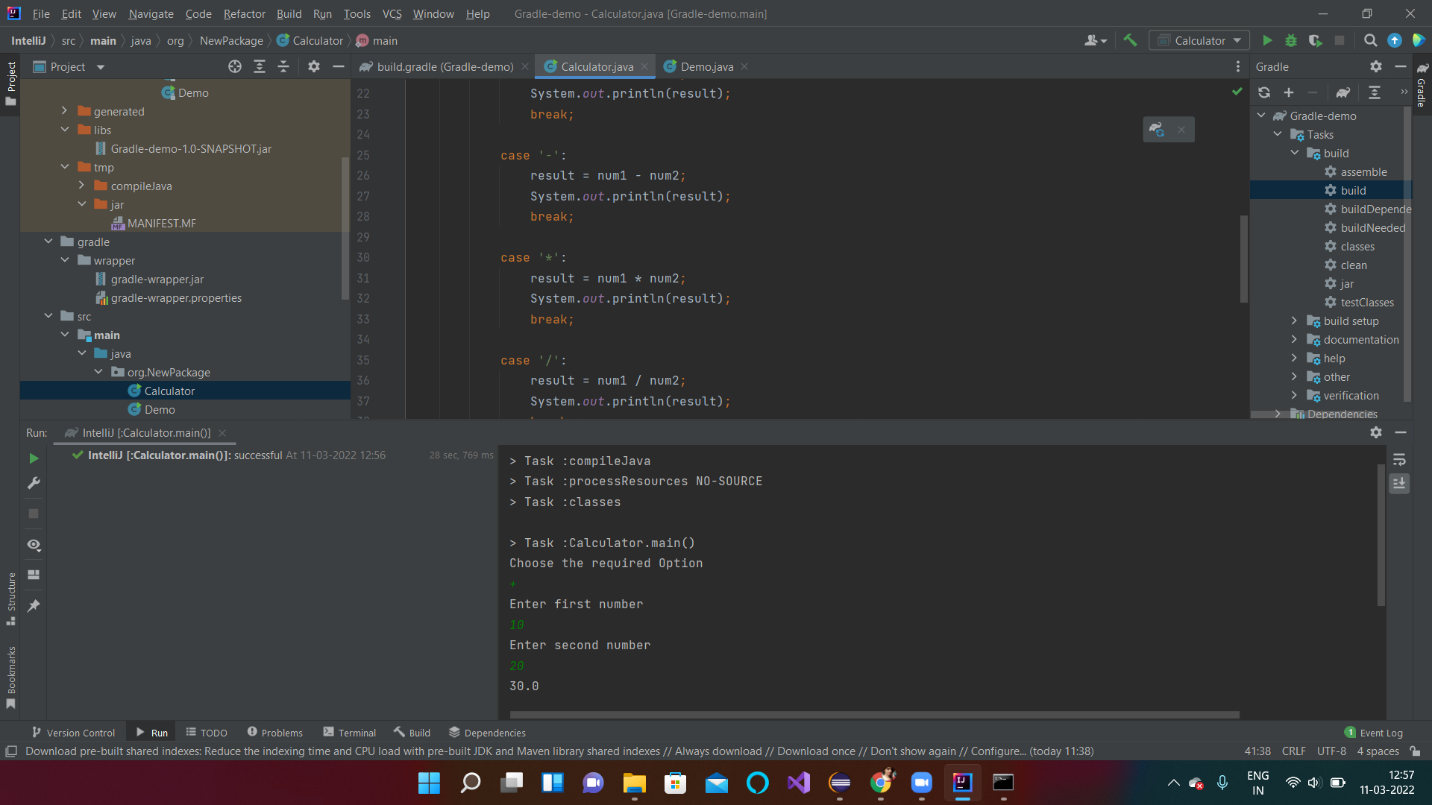 File Edit View Navigate Code Refactor Build Run Tools VCS Window Help Gradle-demo - Calculator.java [Gradle-demo.main]
IntelliJ src main java org NewPackage Calculator main Calculator
Project
Demo
generated
libs
Gradle-demo-1.0-SNAPSHOT.jar
tmp
compileJava
jar
MANIFEST.MF
gradle
wrapper
gradle-wrapper.jar
gradle-wrapper.properties
src
main
java
org.NewPackage
Calculator
Demo
Project
Structure
Bookmarks
build.gradle (Gradle-demo) Calculator.java Demo.java
22 System.out.println(result);
23 break;
24
25 case '-':
26 result = num1 - num2;
27 System.out.println(result);
28 break;
29
30 case '*':
31 result = num1 * num2;
32 System.out.println(result);
33 break;
34
35 case '/':
36 result = num1 / num2;
37 System.out.println(result);
Gradle
Gradle
Gradle-demo
Tasks
build
assemble
build
buildDepende
buildNeeded
classes
clean
jar
testClasses
build setup
documentation
help
other
verification
Dependencies
Run: IntelliJ [:Calculator.main()]
IntelliJ [:Calculator.main()]: successful At 11-03-2022 12:56 28 sec, 769 ms
> Task :compileJava
> Task :processResources NO-SOURCE
> Task :classes
> Task :Calculator.main()
Choose the required Option
+
Enter first number
10
Enter second number
20
30.0
Version Control Run TODO Problems Terminal Build Dependencies 1 Event Log
Download pre-built shared indexes: Reduce the indexing time and CPU load with pre-built JDK and Maven library shared indexes // Always download // Download once // Don't show again // Configure... (today 11:38) 41:38 CRLF UTF-8 4 spaces
ENG
IN
12:57
11-03-2022